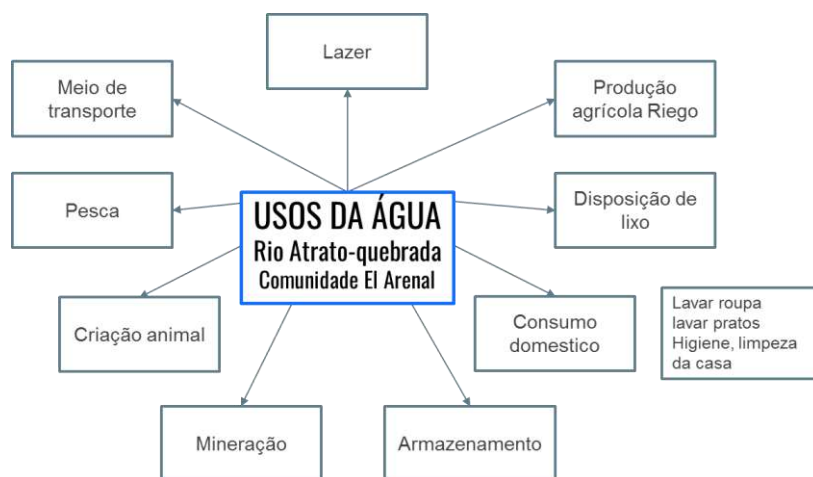 Lazer
Meio de
transporte
Produção
agrícola Riego
Pesca
USOS DA ÁGUA
Rio Atrato-quebrada
Comunidade El Arenal
Disposição de
lixo
Criação animal
Consumo
domestico
Lavar roupa
lavar pratos
Higiene, limpeza
da casa
Mineração
Armazenamento